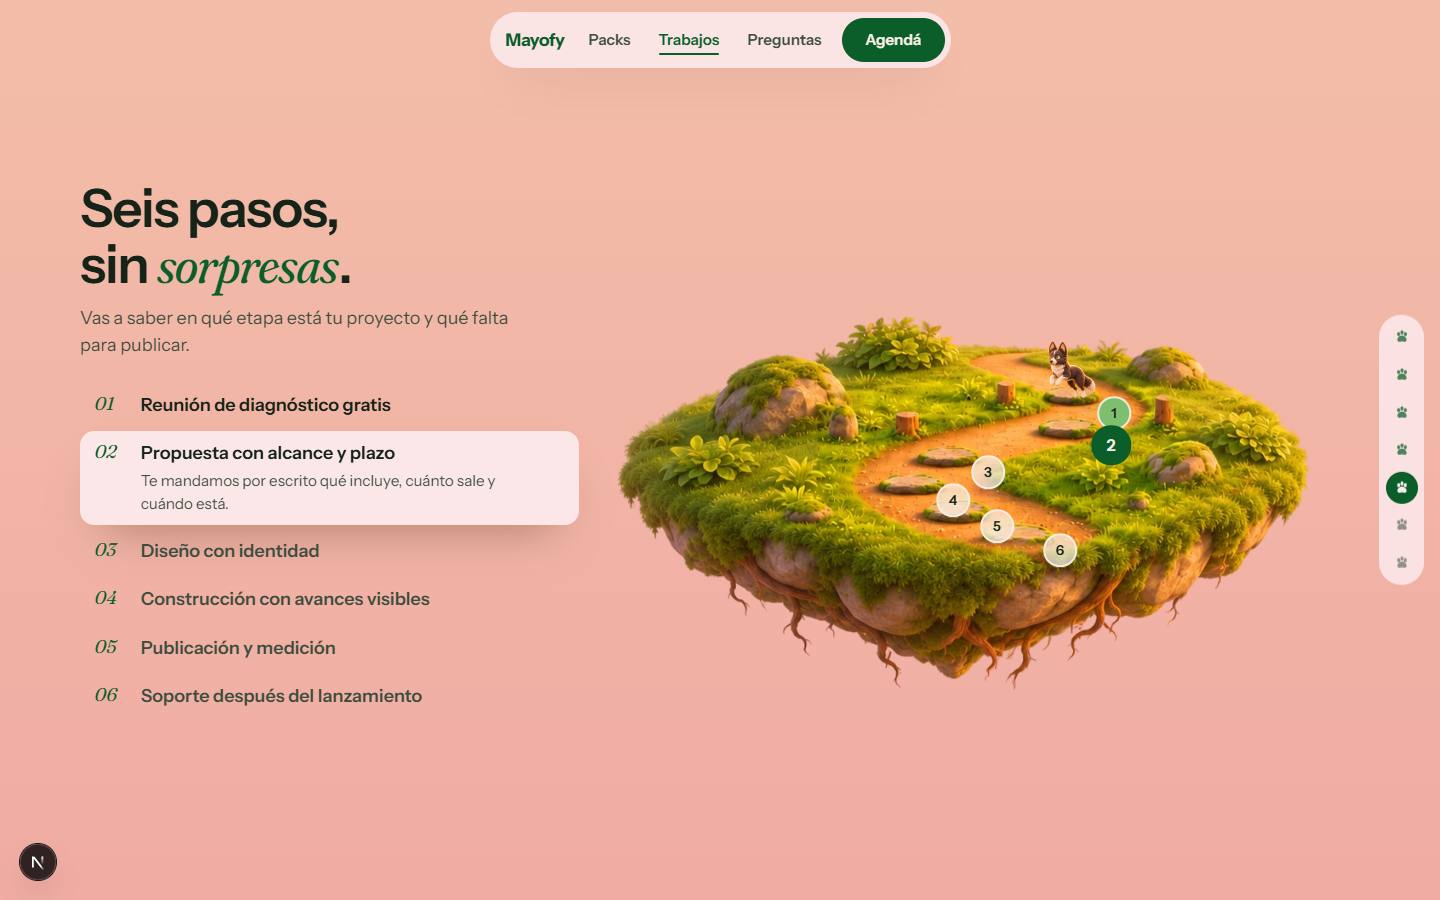 Mayofy Packs Trabajos Preguntas Agendá
Seis pasos,
sin sorpresas.
Vas a saber en qué etapa está tu proyecto y qué falta
para publicar.
01 Reunión de diagnóstico gratis
02 Propuesta con alcance y plazo
Te mandamos por escrito qué incluye, cuánto sale y
cuándo está.
03 Diseño con identidad
04 Construcción con avances visibles
05 Publicación y medición
06 Soporte después del lanzamiento
1
2
3
4
5
6
N